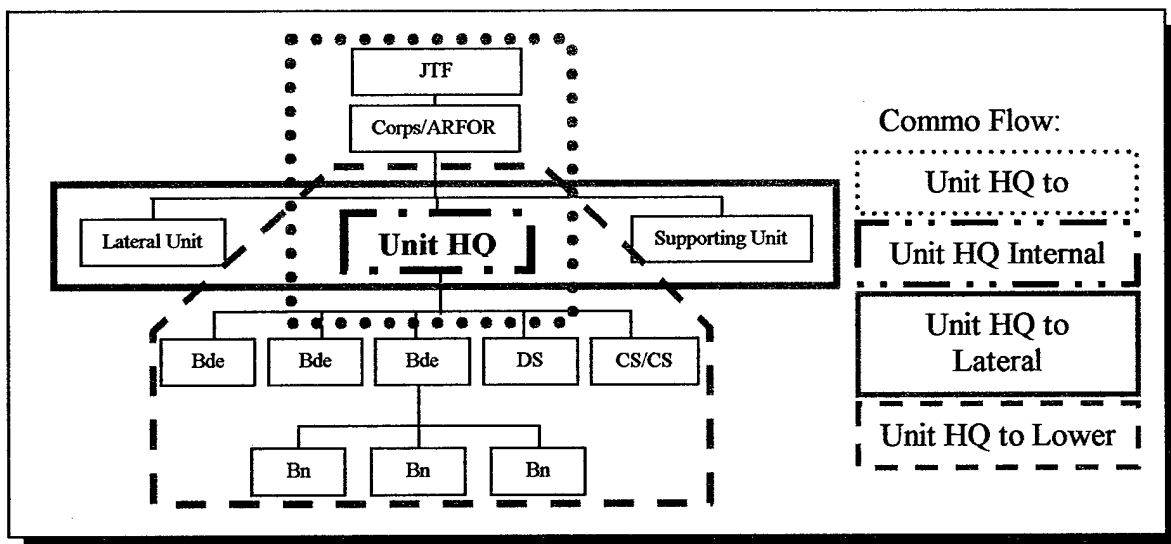 JTF
Corps/ARFOR
Commo Flow:
Unit HQ to
Lateral Unit
Unit HQ
Supporting Unit
Unit HQ Internal
Unit HQ to
Lateral
Bde
Bde
Bde
DS
CS/CS
Unit HQ to Lower
Bn
Bn
Bn